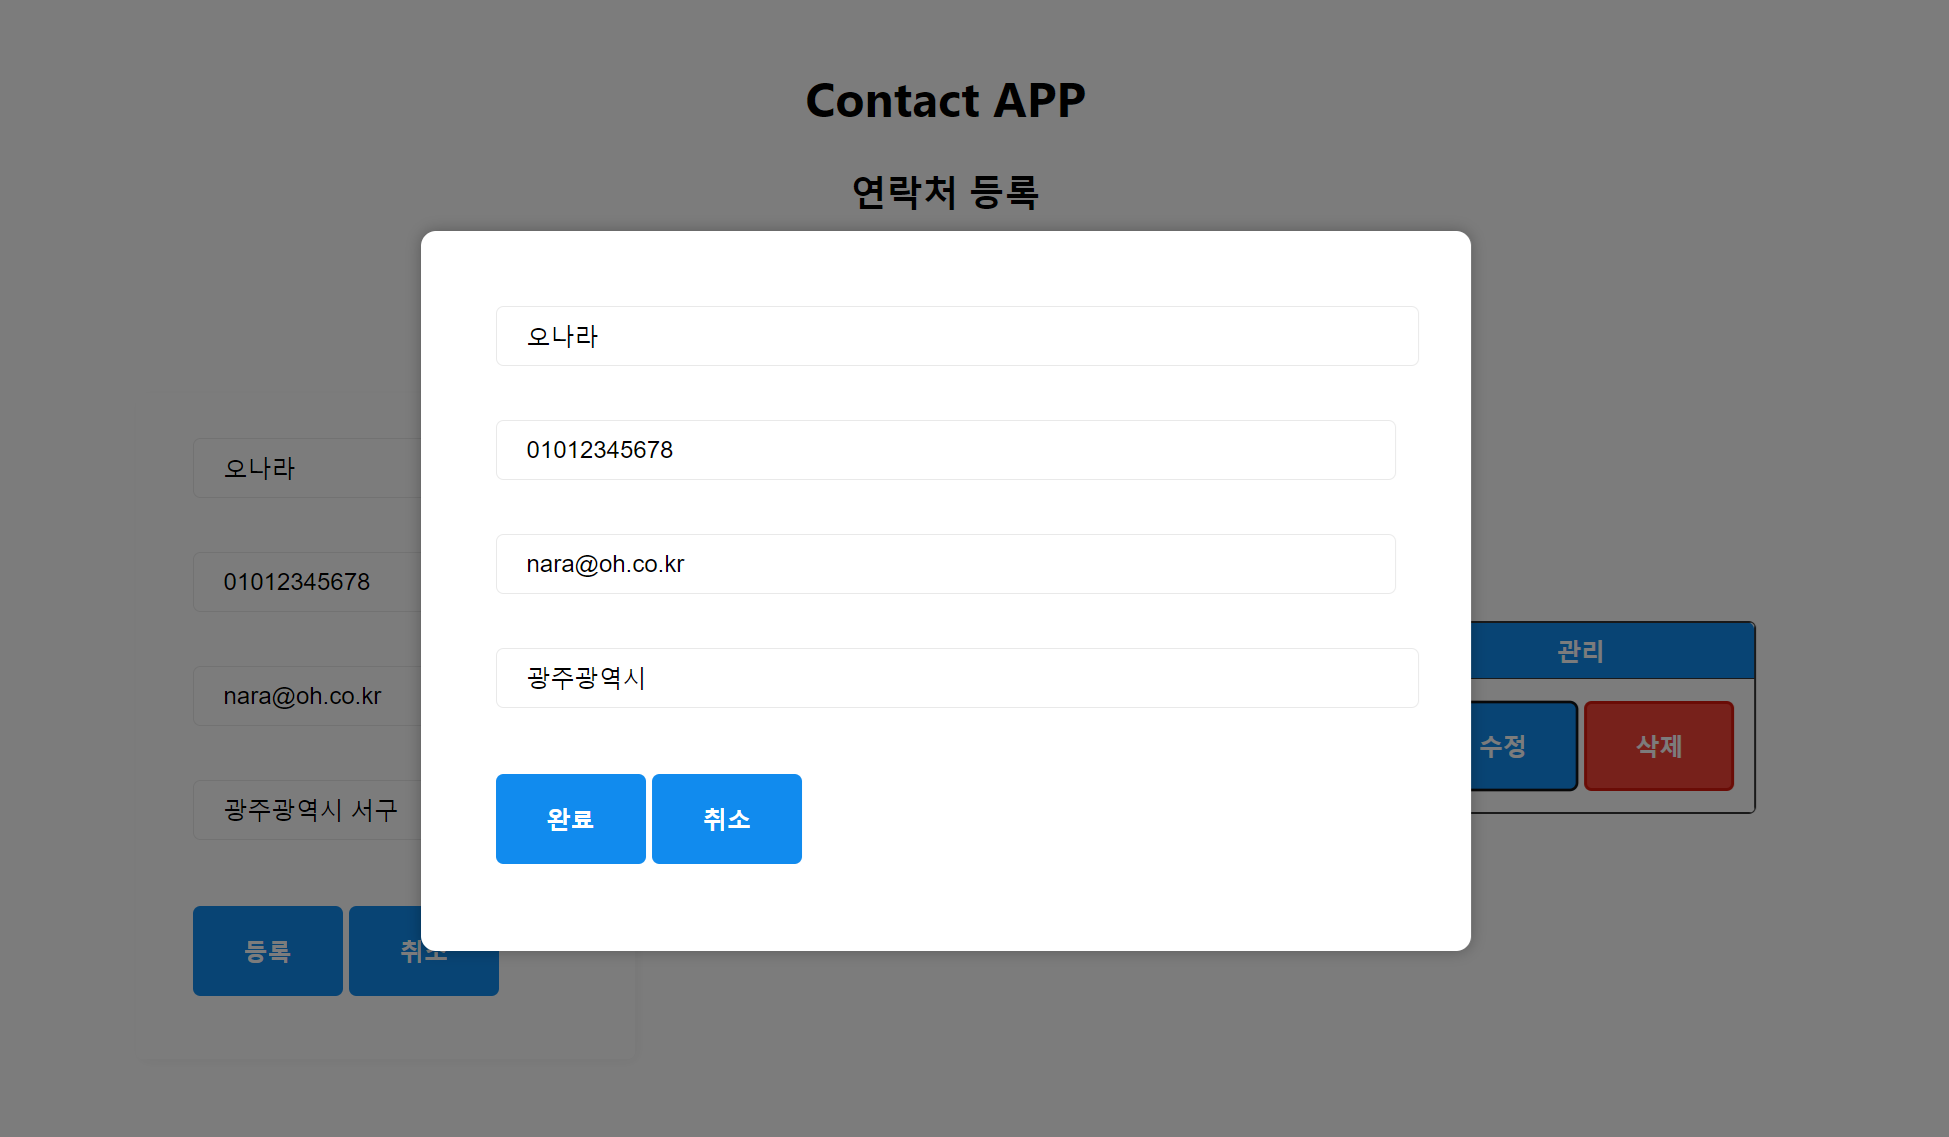 Contact APP
연락처 등록
오나라
01012345678
nara@oh.co.kr
광주광역시
완료 취소
오나라
01012345678
nara@oh.co.kr
광주광역시 서구
등록 취소
관리
수정 삭제